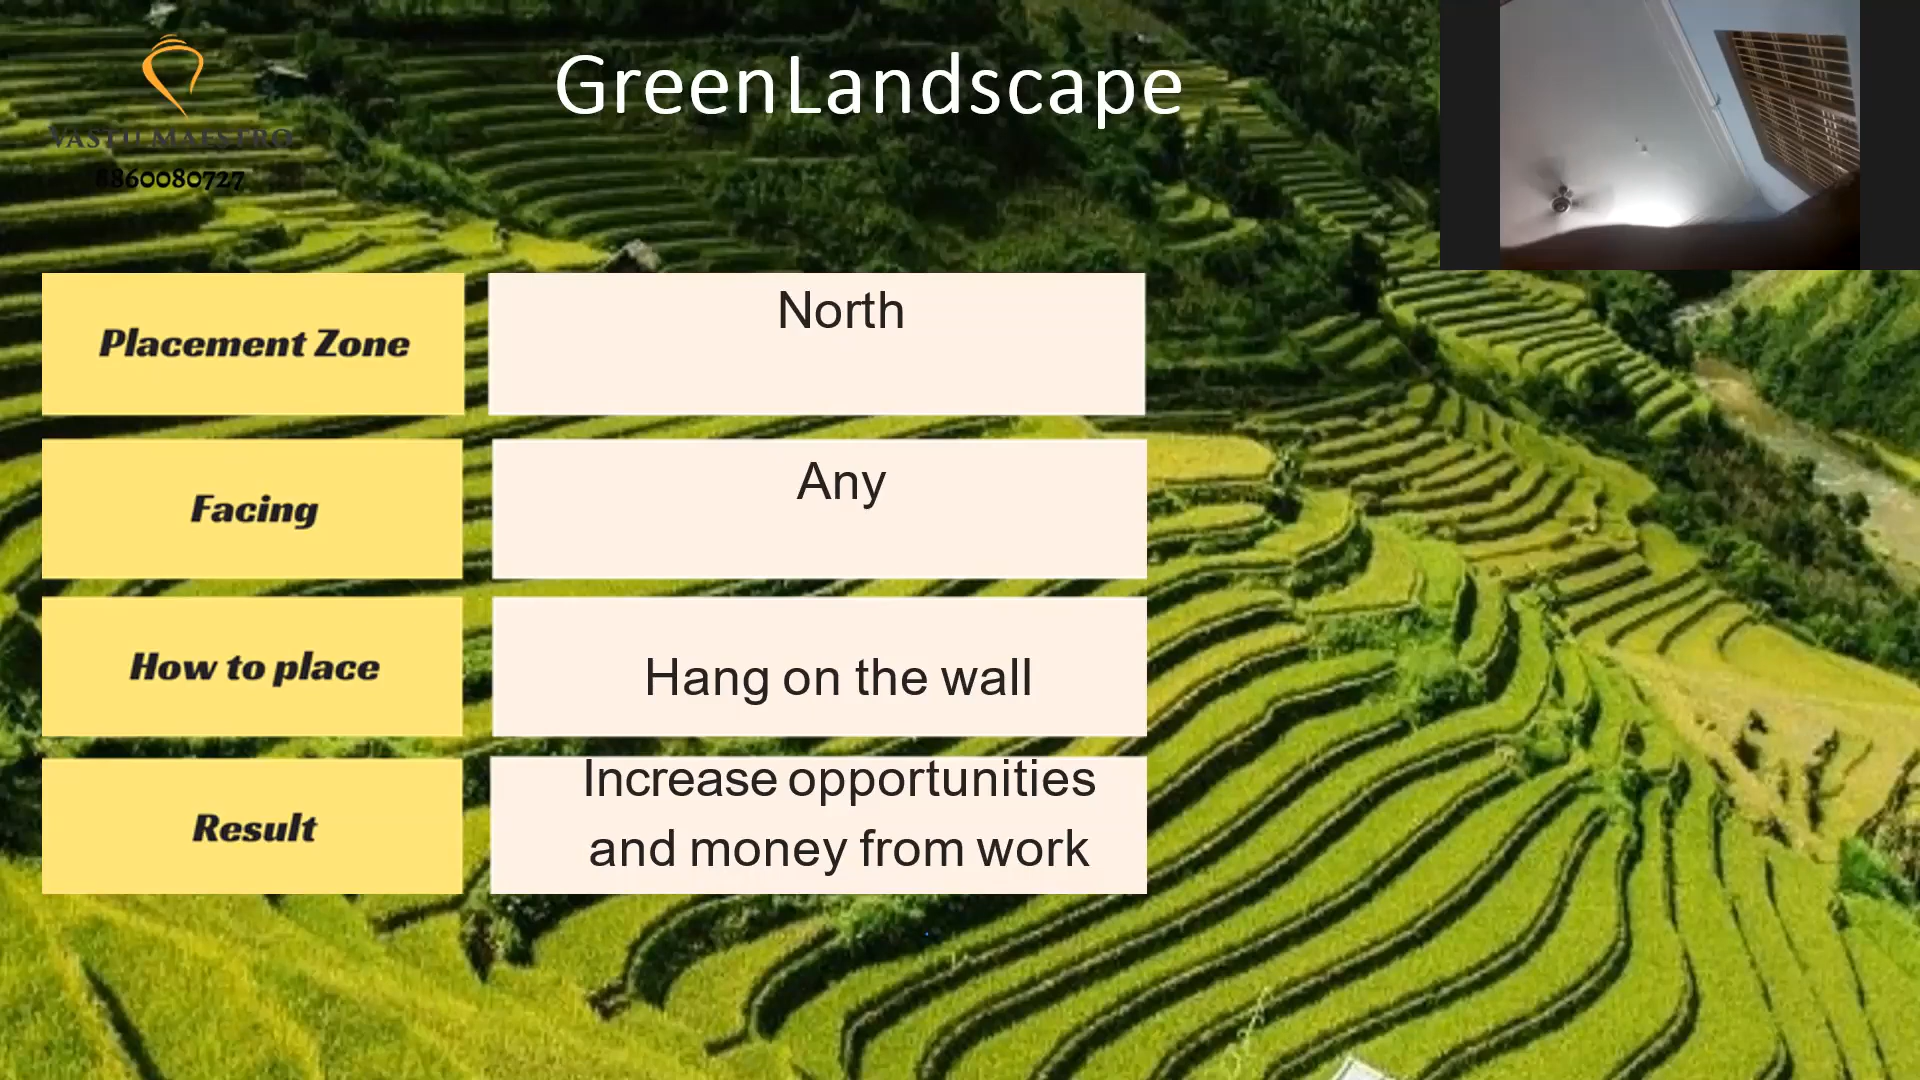 GreenLandscape
VASTU MAESTRO
8860080727
Placement Zone
North
Facing
Any
How to place
Hang on the wall
Result
Increase opportunities
and money from work